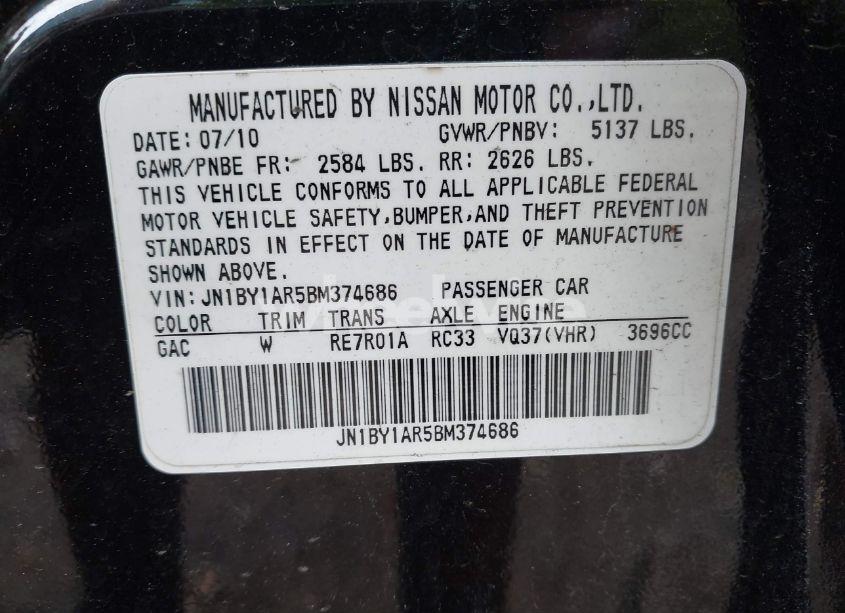 MANUFACTURED BY NISSAN MOTOR CO.,LTD.
DATE: 07/10 GVWR/PNBV: 5137 LBS.
GAWR/PNBE FR: 2584 LBS. RR: 2626 LBS.
THIS VEHICLE CONFORMS TO ALL APPLICABLE FEDERAL
MOTOR VEHICLE SAFETY,BUMPER,AND THEFT PREVENTION
STANDARDS IN EFFECT ON THE DATE OF MANUFACTURE
SHOWN ABOVE.
VIN:JN1BY1AR5BM374686 PASSENGER CAR
COLOR TRIM TRANS AXLE ENGINE
GAC W RE7R01A RC33 VQ37(VHR) 3696CC
JN1BY1AR5BM374686